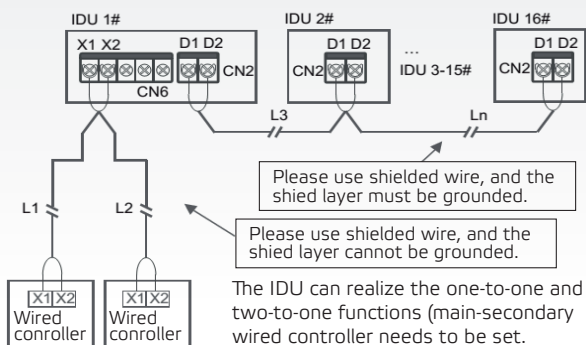 IDU 1#
IDU 2#
IDU 16#
X1 X2
D1 D2
CN2
CN6
D1 D2
CN2
...
IDU 3-15#
D1 D2
CN2
L3
Ln
Please use shielded wire, and the
shied layer must be grounded.
L1
L2
Please use shielded wire, and the
shied layer cannot be grounded.
X1 X2
Wired
conroller
X1 X2
Wired
conroller
The IDU can realize the one-to-one and
two-to-one functions (main-secondary
wired controller needs to be set.